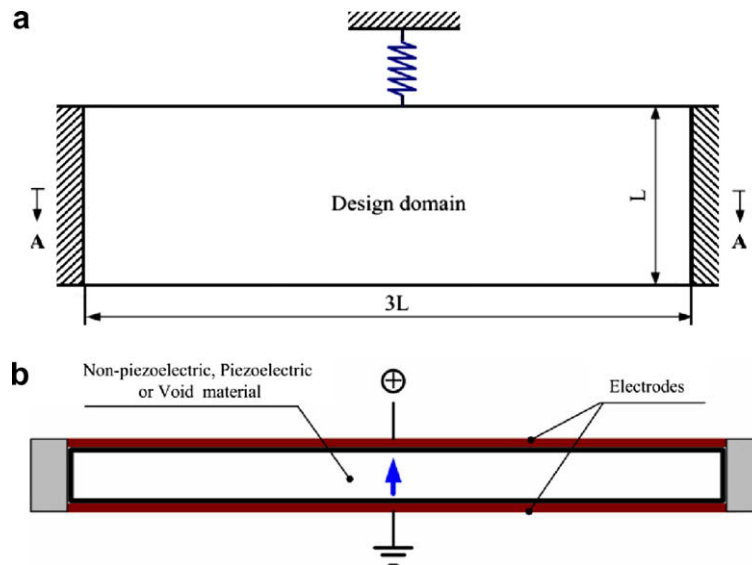 a
Design domain
L
A
A
3L
b
Non-piezoelectric, Piezoelectric
or Void material
Electrodes